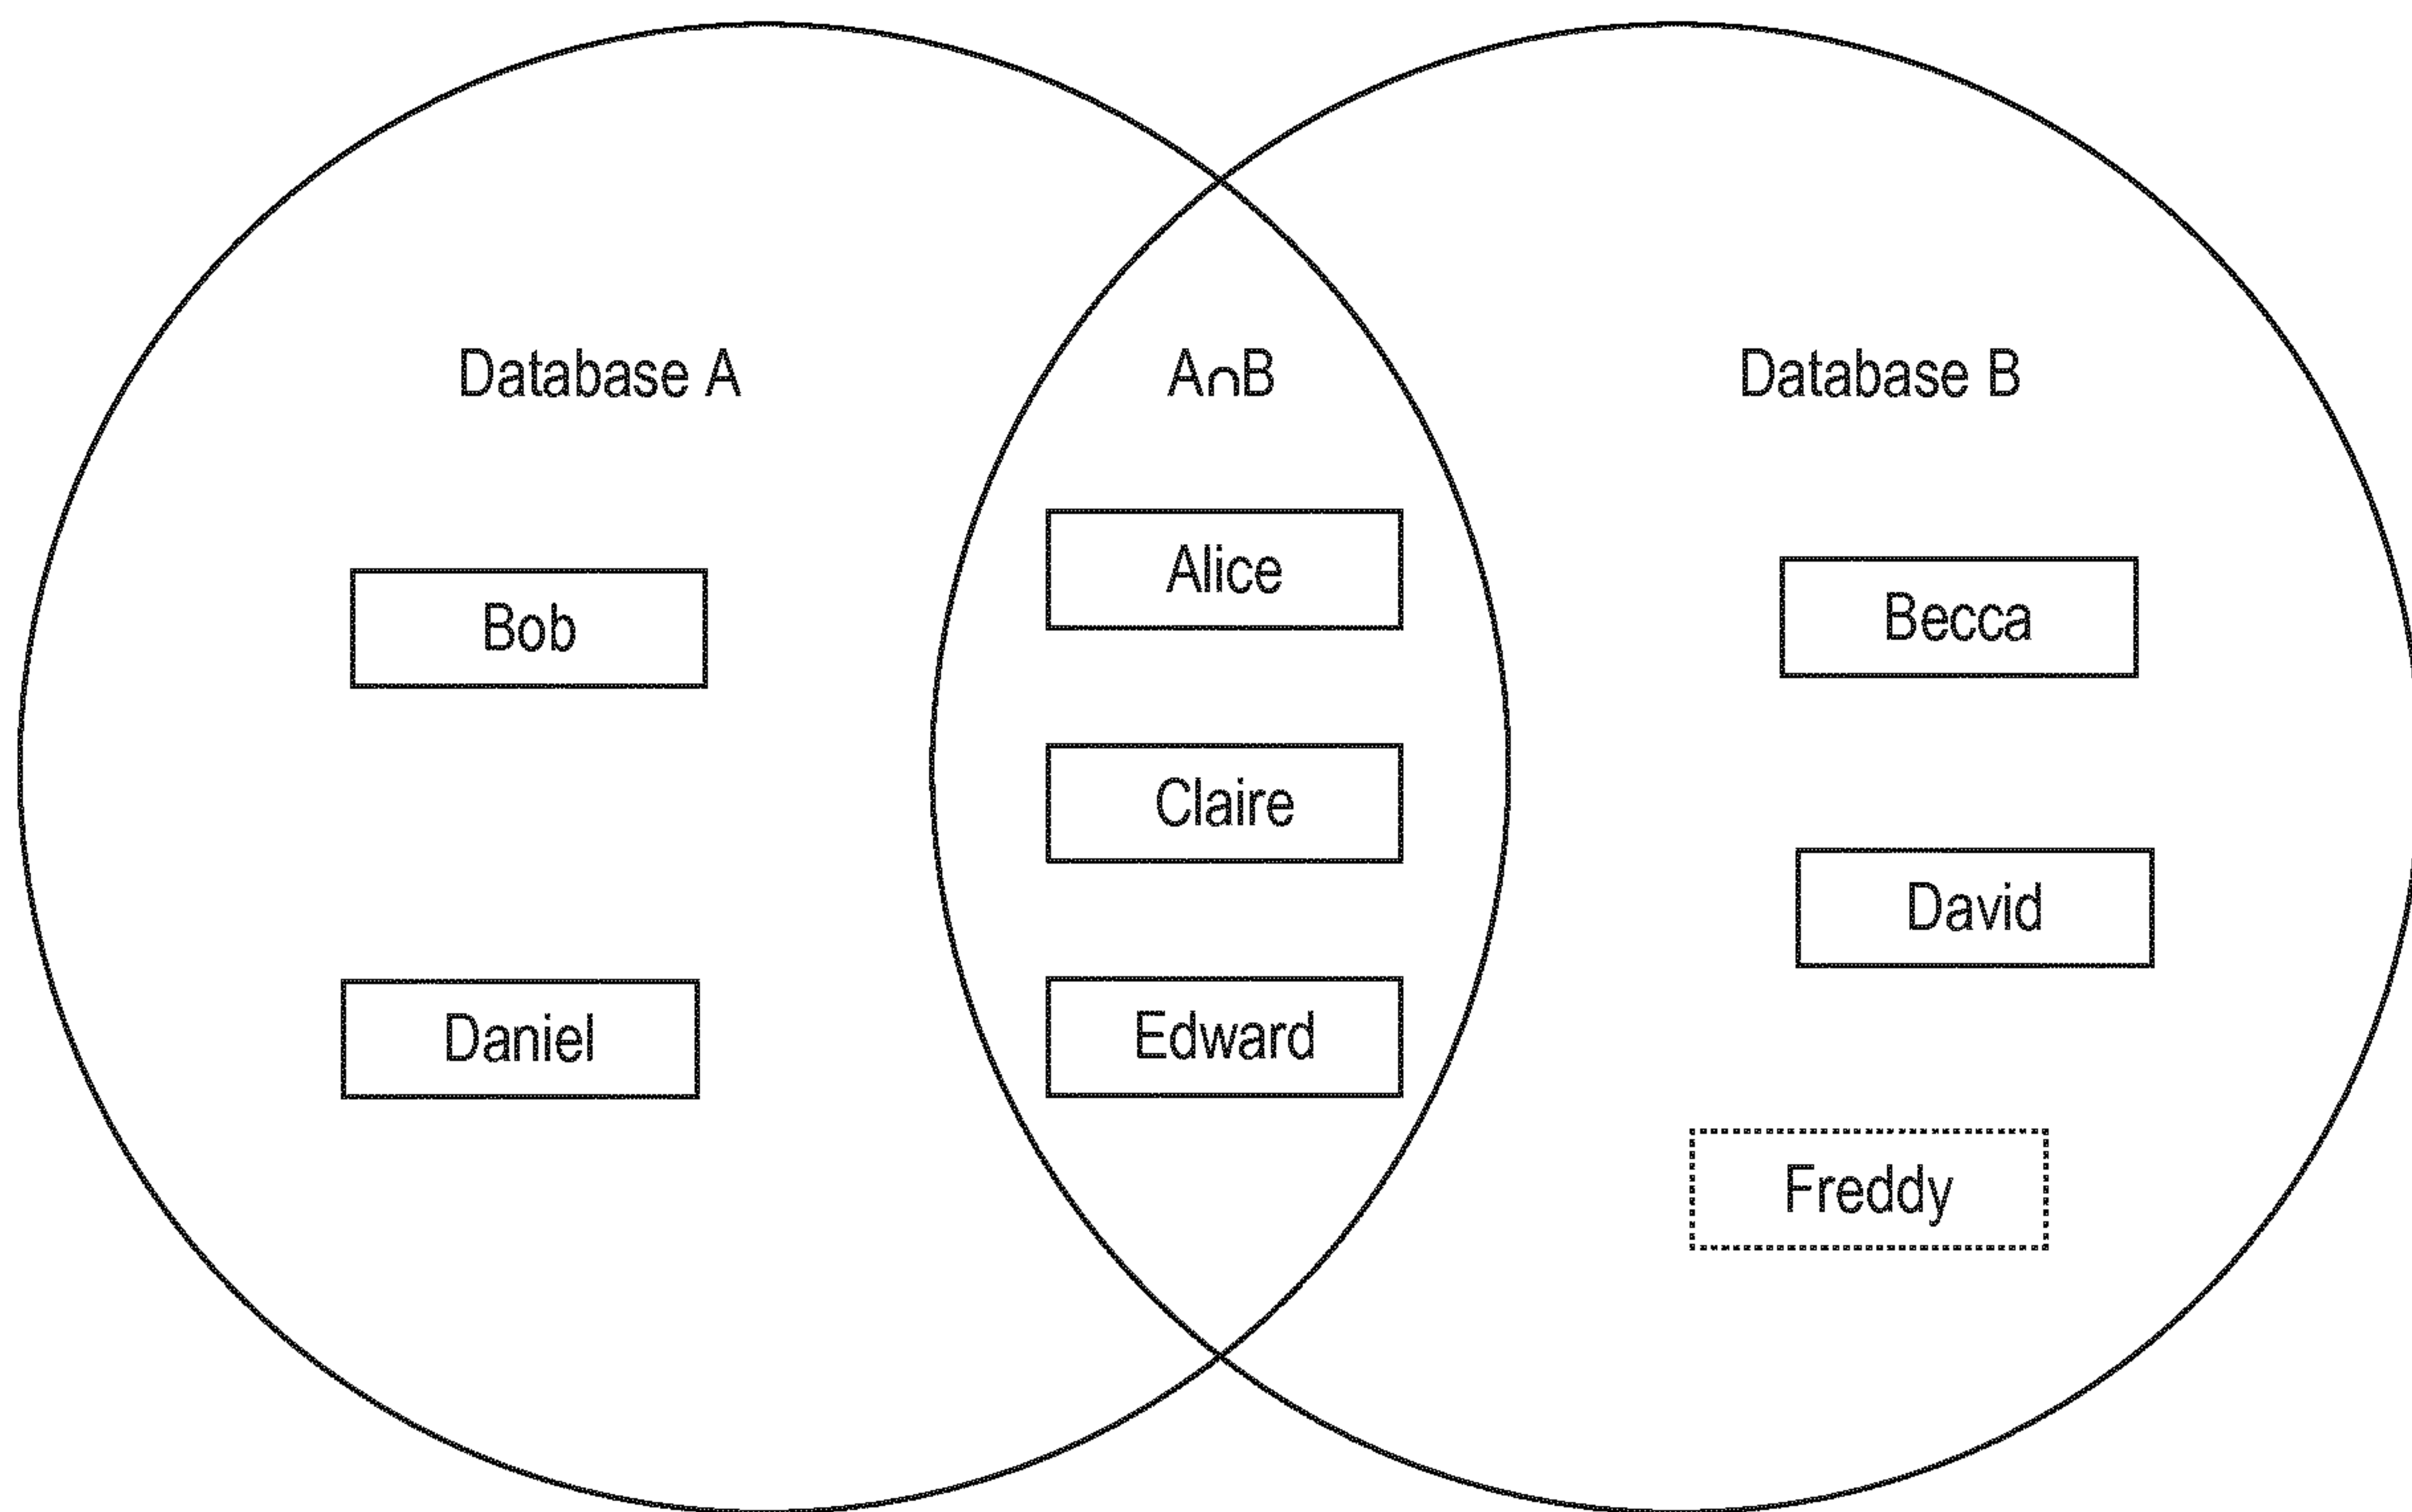 Database A
A∩B
Database B
Bob
Daniel
Alice
Claire
Edward
Becca
David
Freddy